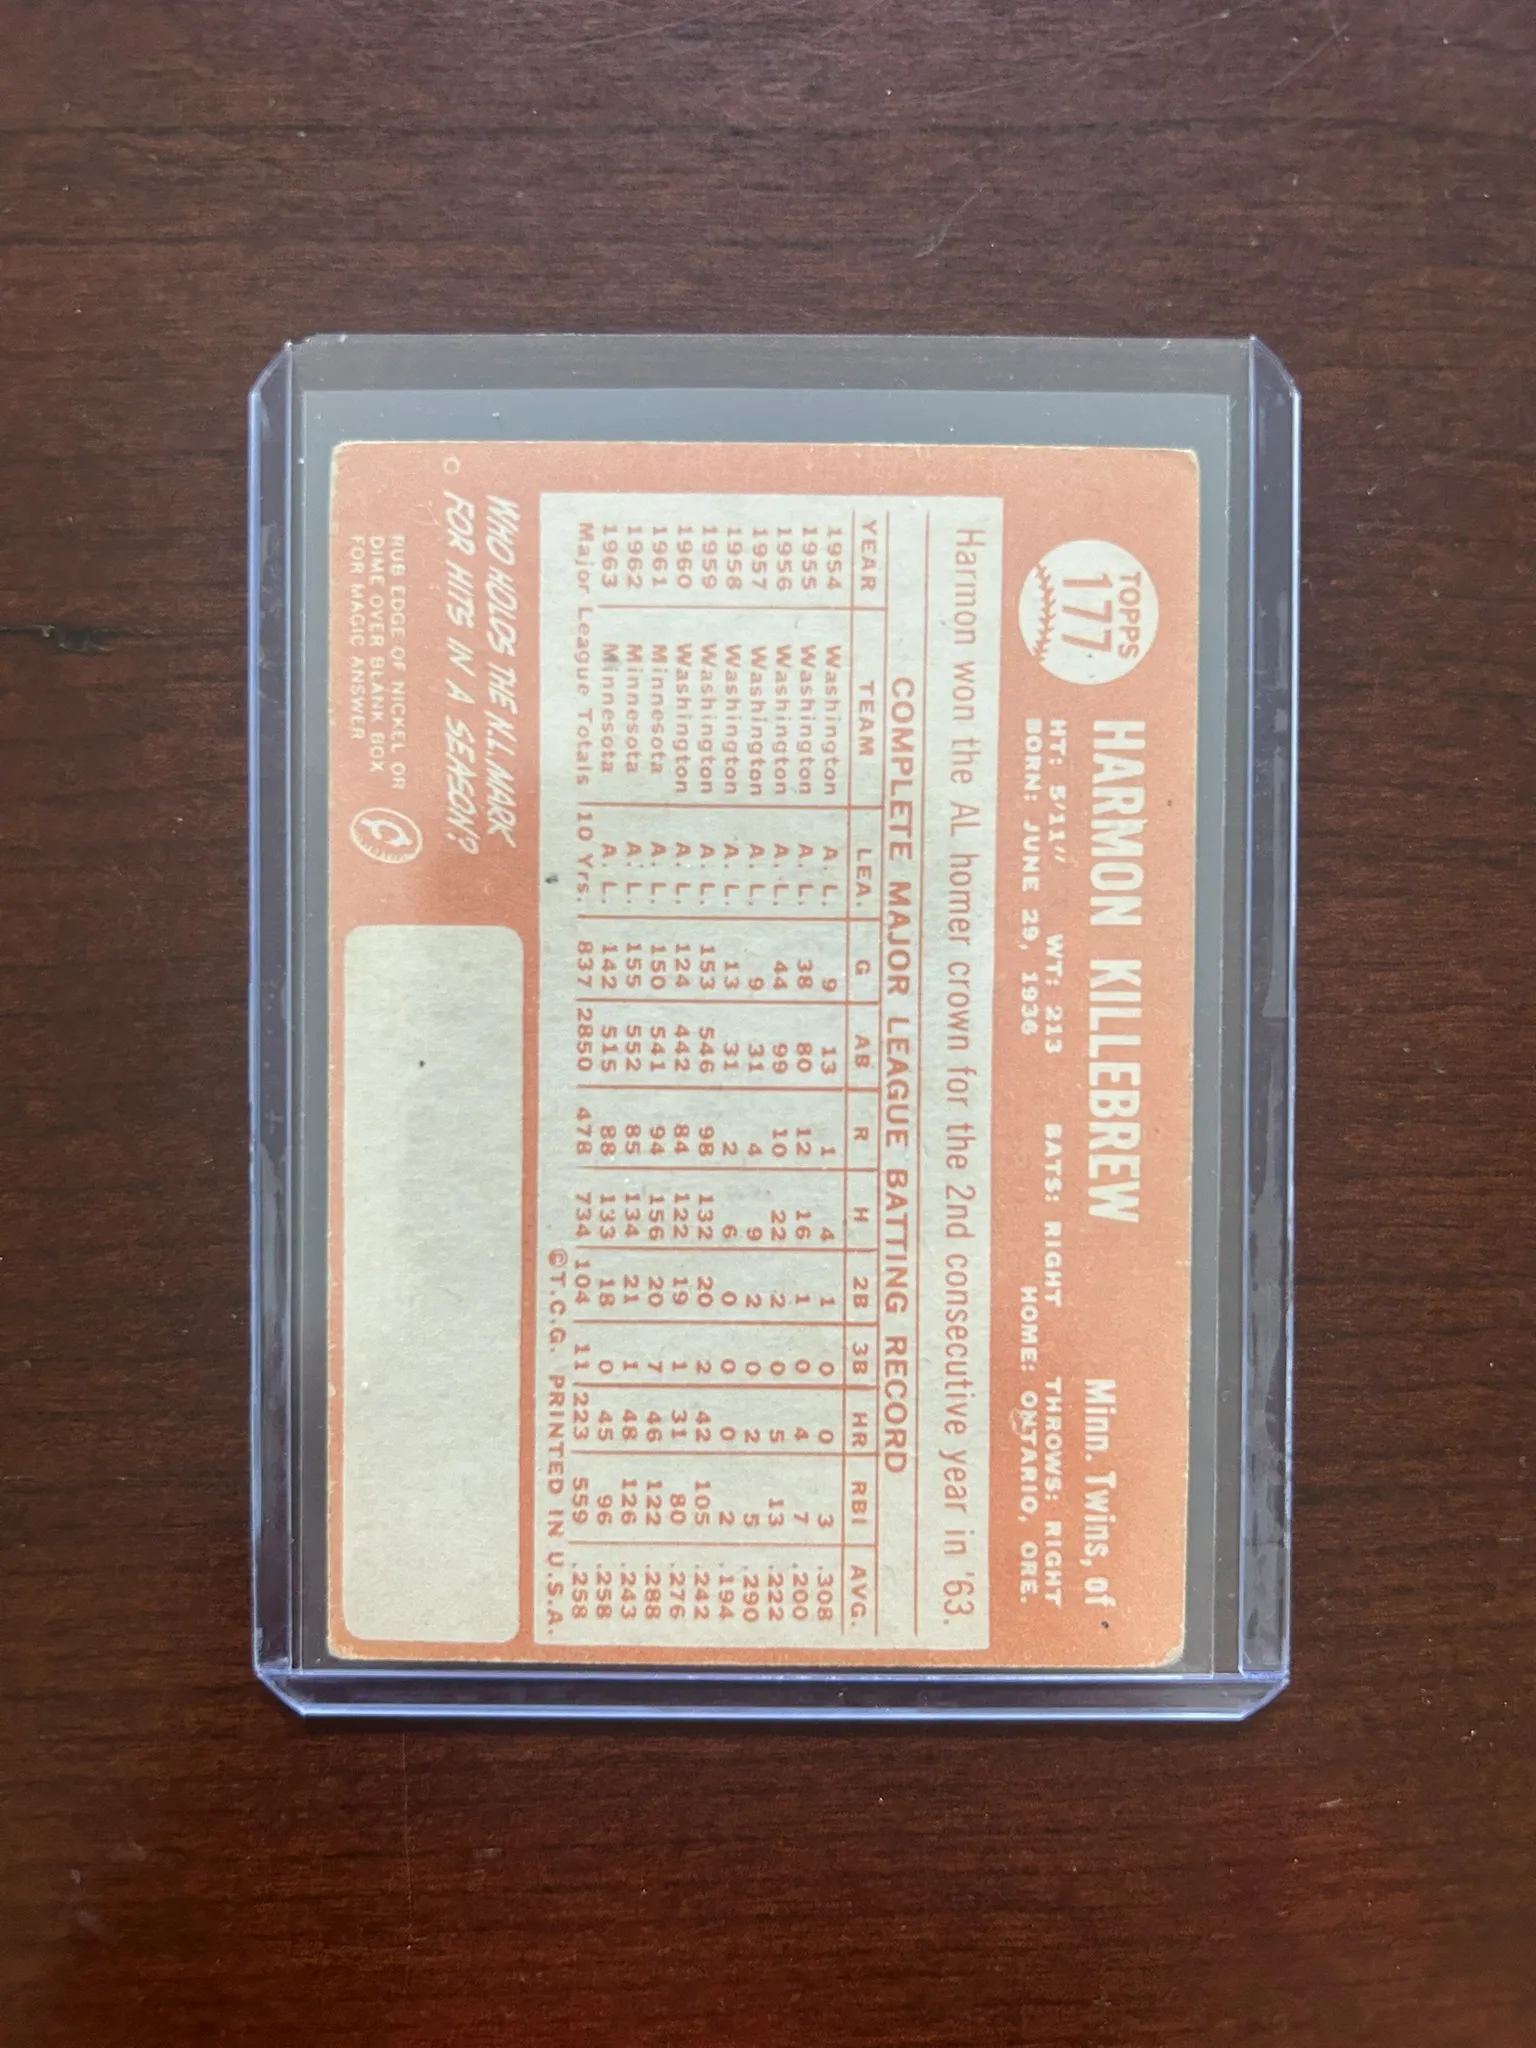 TOPPS
177
HARMON KILLEBREW Minn. Twins, of
HT: 5'11" WT: 213 BATS: RIGHT THROWS: RIGHT
BORN: JUNE 29, 1936 HOME: ONTARIO, ORE.
Harmon won the AL homer crown for the 2nd consecutive year in '63.
COMPLETE MAJOR LEAGUE BATTING RECORD
YEAR TEAM LEA. G AB R H 2B 3B HR RBI AVG.
1954 Washington A. L. 9 13 1 4 1 0 0 3 .308
1955 Washington A. L. 38 80 12 16 1 0 4 7 .200
1956 Washington A. L. 44 99 10 22 2 0 5 13 .222
1957 Washington A. L. 9 31 4 9 2 0 2 5 .290
1958 Washington A. L. 13 31 2 6 0 0 0 2 .194
1959 Washington A. L. 153 546 98 132 20 2 42 105 .242
1960 Washington A. L. 124 442 84 122 19 1 31 80 .276
1961 Minnesota A. L. 150 541 94 156 20 7 46 122 .288
1962 Minnesota A. L. 155 552 85 134 21 1 48 126 .243
1963 Minnesota A. L. 142 515 88 133 18 0 45 96 .258
Major League Totals 10 Yrs. 837 2850 478 734 104 11 223 559 .258
©T.C.G. PRINTED IN U.S.A.
WHO HOLDS THE N.L. MARK
FOR HITS IN A SEASON?
RUB EDGE OF NICKEL OR
DIME OVER BLANK BOX
FOR MAGIC ANSWER